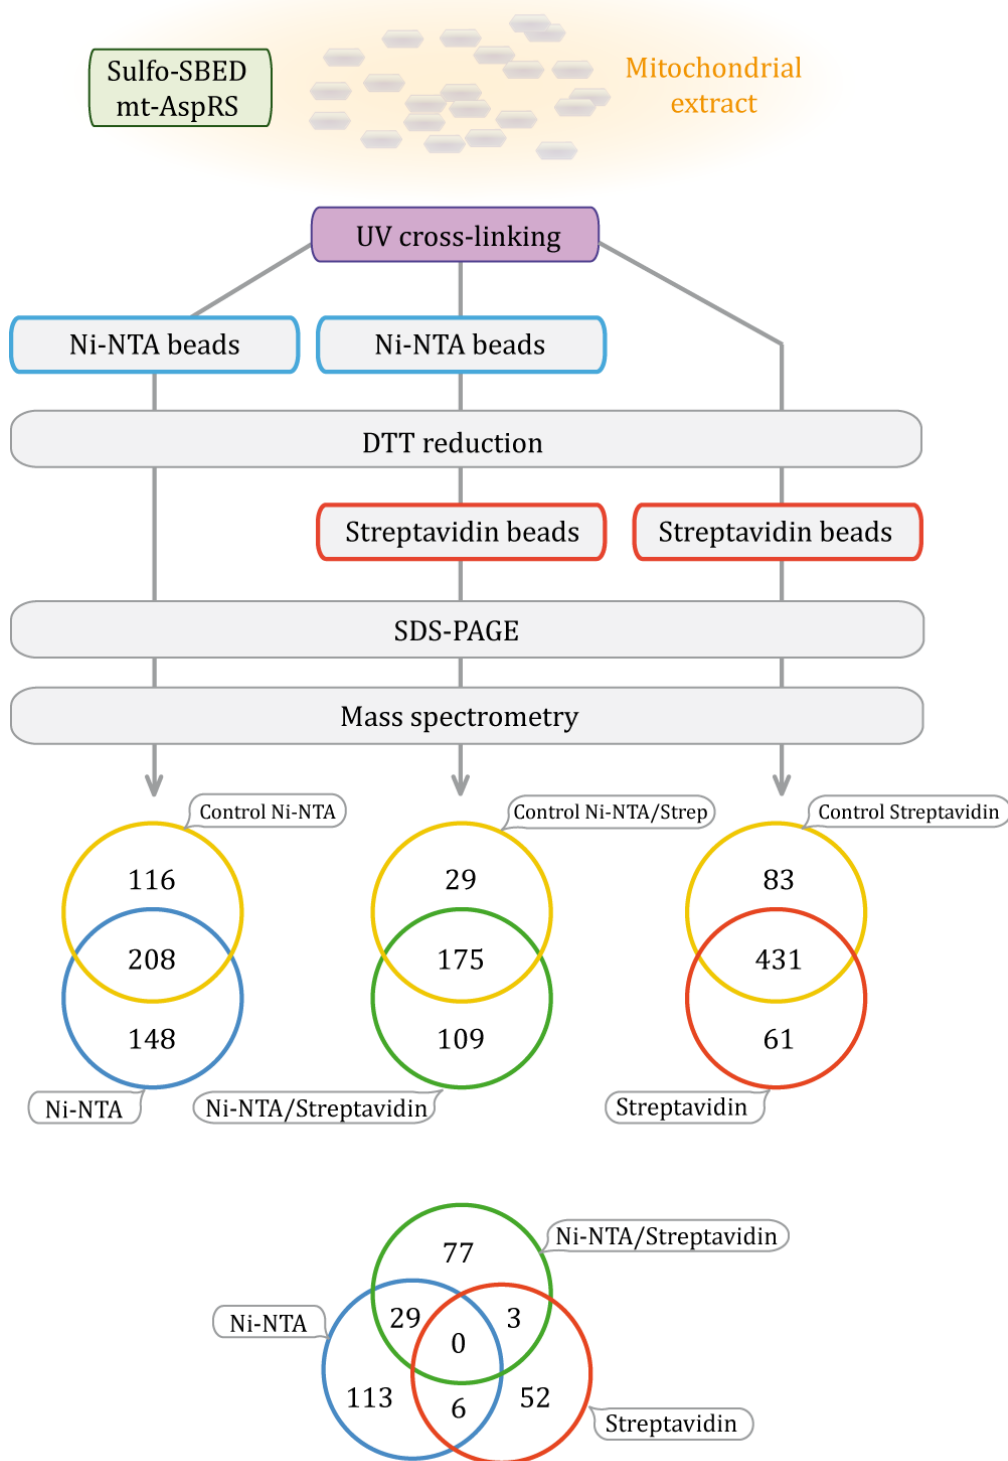 Sulfo-SBED
mt-AspRS
Mitochondrial
extract
UV cross-linking
Ni-NTA beads
Ni-NTA beads
DTT reduction
Streptavidin beads
Streptavidin beads
SDS-PAGE
Mass spectrometry
Control Ni-NTA
Control Ni-NTA/Strep
Control Streptavidin
116
29
83
208
175
431
148
109
61
Ni-NTA
Ni-NTA/Streptavidin
Streptavidin
Ni-NTA/Streptavidin
77
Ni-NTA
29
3
0
113
6
52
Streptavidin